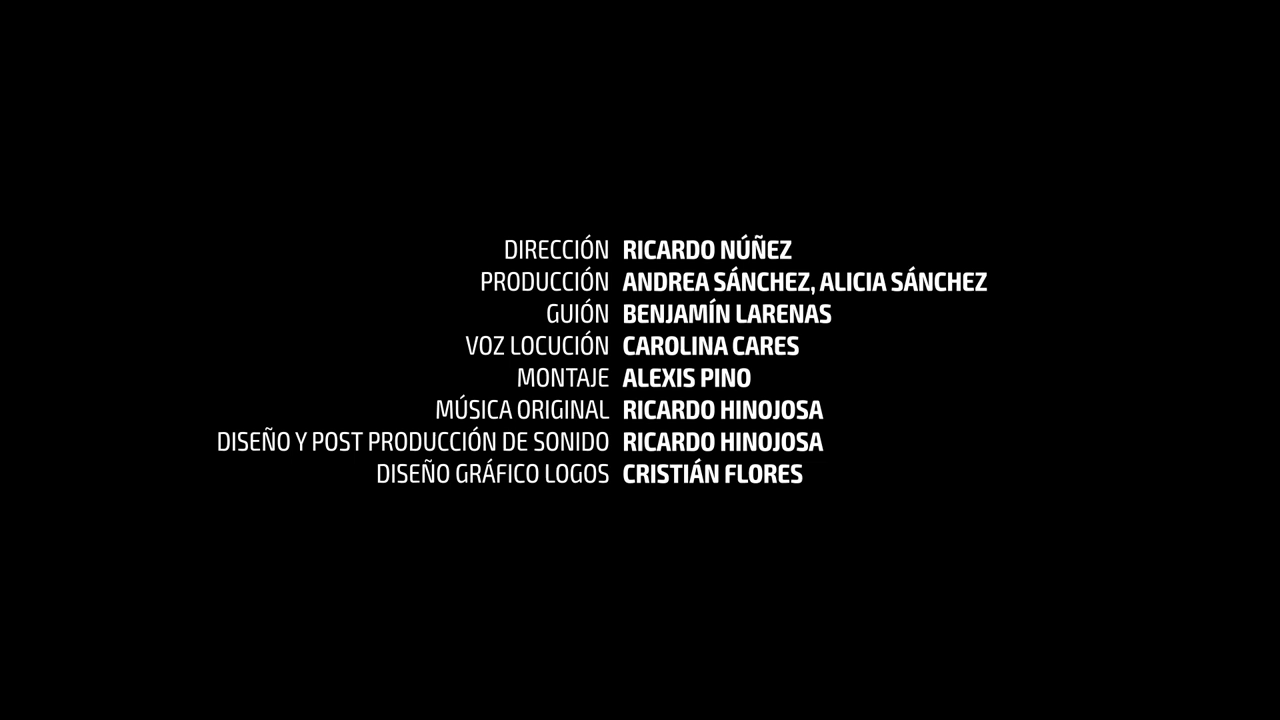 DIRECCIÓN RICARDO NÚÑEZ
PRODUCCIÓN ANDREA SÁNCHEZ, ALICIA SÁNCHEZ
GUIÓN BENJAMÍN LARENAS
VOZ LOCUCIÓN CAROLINA CARES
MONTAJE ALEXIS PINO
MÚSICA ORIGINAL RICARDO HINOJOSA
DISEÑO Y POST PRODUCCIÓN DE SONIDO RICARDO HINOJOSA
DISEÑO GRÁFICO LOGOS CRISTIÁN FLORES